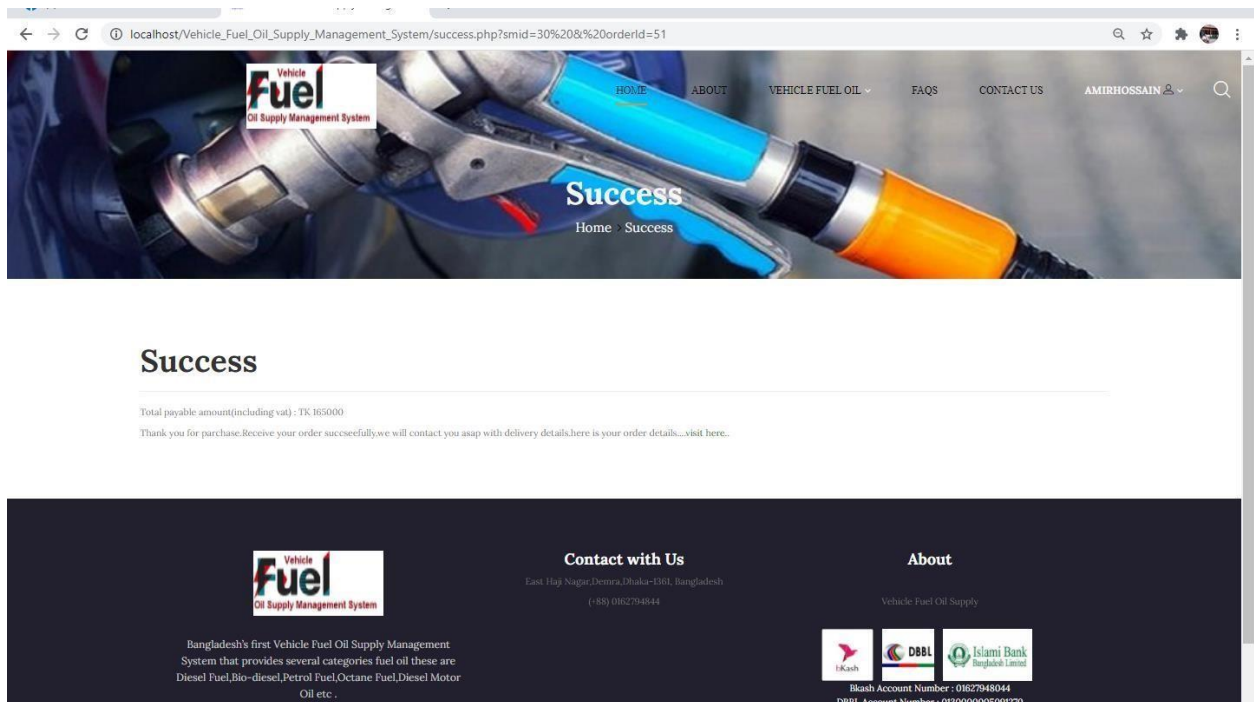 localhost/Vehicle_Fuel_Oil_Supply_Management_System/success.php?smid=30%20&%20orderId=51
Vehicle
Fuel
Oil Supply Management System
HOME ABOUT VEHICLE FUEL OIL FAQS CONTACT US AMIRHOSSAIN
Success
Home > Success
Success
Total payable amount(including vat) : TK 165000
Thank you for parchase.Receive your order succseefully,we will contact you asap with delivery details.here is your order details....visit here..
Vehicle
Fuel
Oil Supply Management System
Bangladesh's first Vehicle Fuel Oil Supply Management
System that provides several categories fuel oil these are
Diesel Fuel,Bio-diesel,Petrol Fuel,Octane Fuel,Diesel Motor
Oil etc .
Contact with Us
East Haji Nagar,Demra,Dhaka-1361, Bangladesh
(+88) 0162794844
About
Vehicle Fuel Oil Supply
bKash
DBBL
Islami Bank
Bangladesh Limited
Bkash Account Number : 01627948044